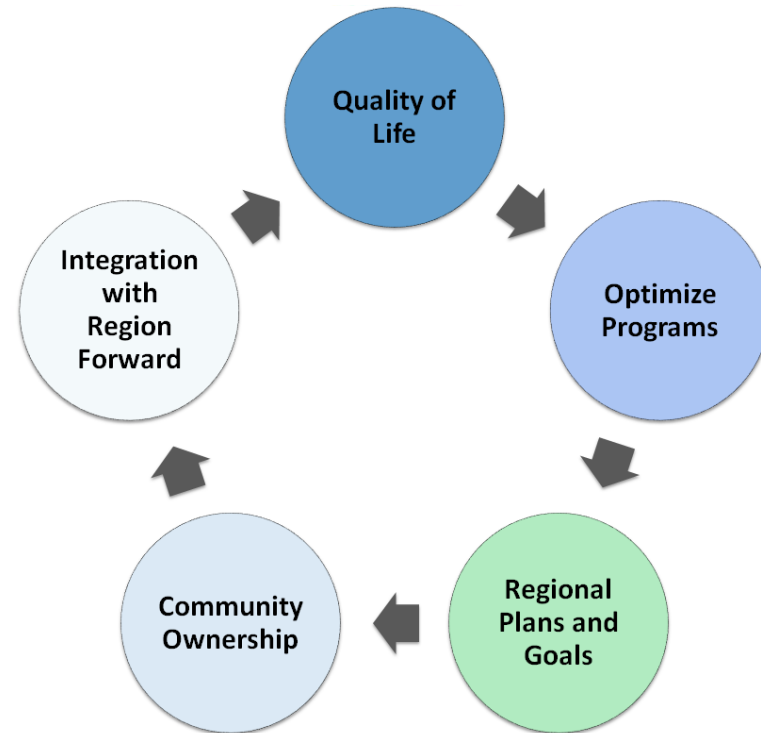 Quality of
Life
Optimize
Programs
Regional
Plans and
Goals
Community
Ownership
Integration
with
Region
Forward